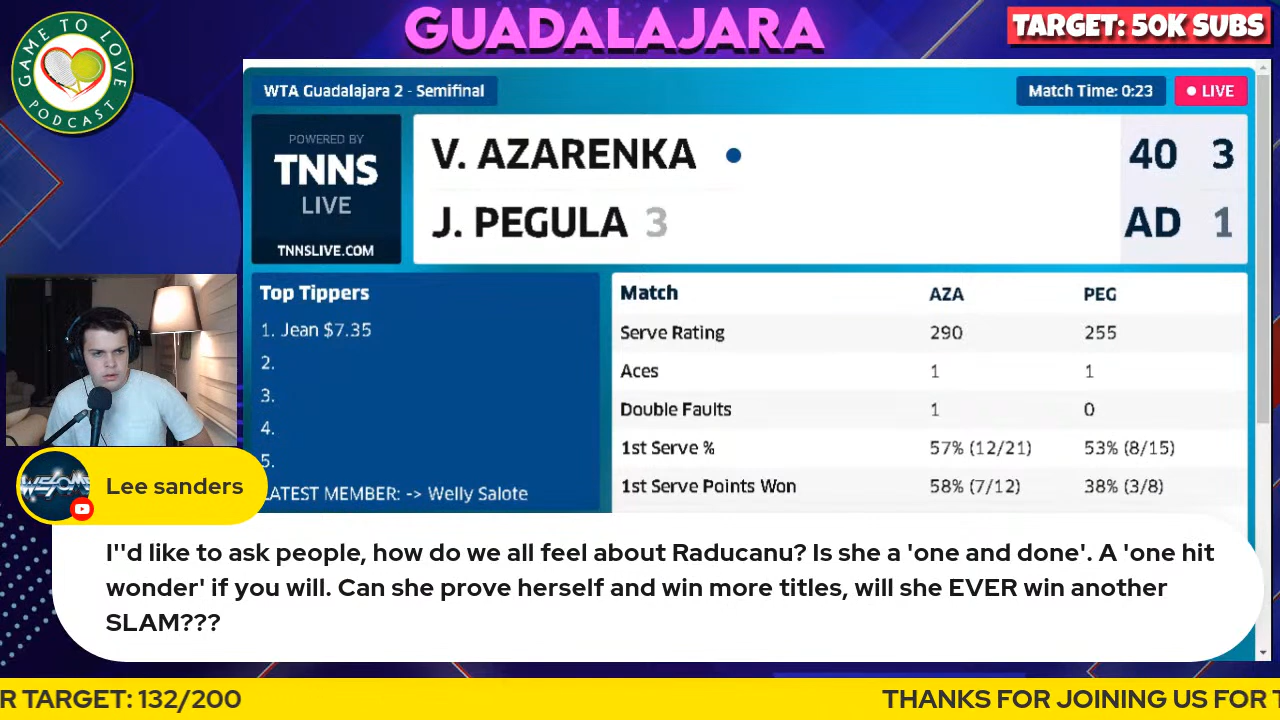 GUADALAJARA
TARGET: 50K SUBS
GAME TO LOVE
PODCAST
WTA Guadalajara 2 - Semifinal
Match Time: 0:23
LIVE
POWERED BY
TNNS
LIVE
TNNSLIVE.COM
V. AZARENKA 40 3
J. PEGULA 3 AD 1
Top Tippers
1. Jean $7.35
2.
3.
4.
5.
LATEST MEMBER: -> Welly Salote
Match AZA PEG
Serve Rating 290 255
Aces 1 1
Double Faults 1 0
1st Serve % 57% (12/21) 53% (8/15)
1st Serve Points Won 58% (7/12) 38% (3/8)
Lee sanders
I''d like to ask people, how do we all feel about Raducanu? Is she a 'one and done'. A 'one hit
wonder' if you will. Can she prove herself and win more titles, will she EVER win another
SLAM???
R TARGET: 132/200
THANKS FOR JOINING US FOR T